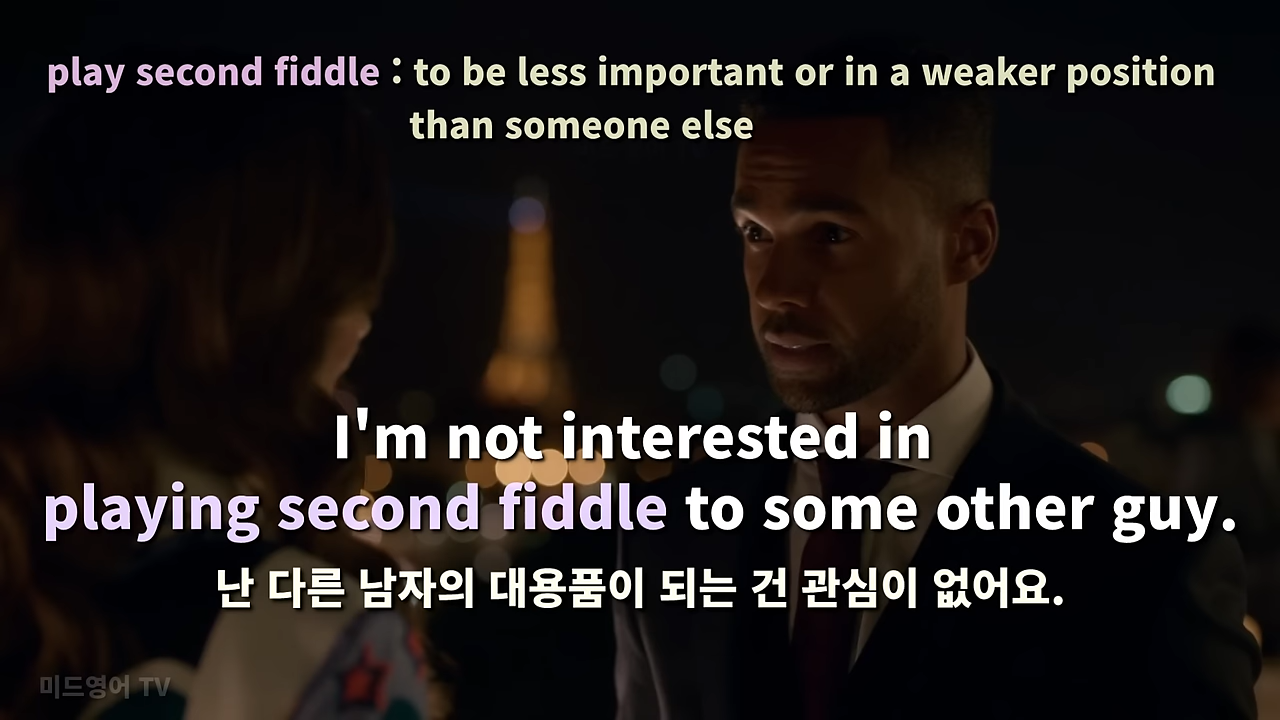 play second fiddle : to be less important or in a weaker position
than someone else
I'm not interested in
playing second fiddle to some other guy.
난 다른 남자의 대용품이 되는 건 관심이 없어요.
미드영어 TV